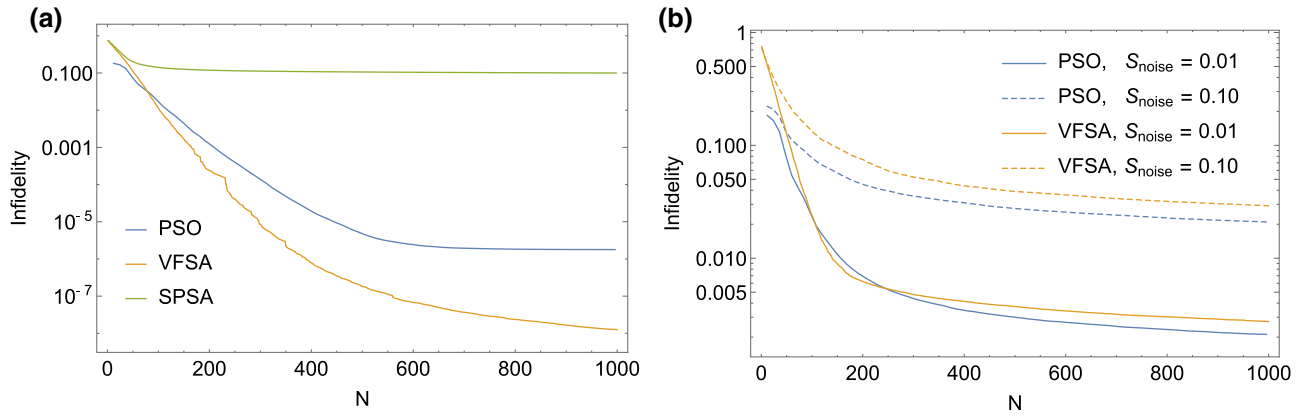 (a)
Infidelity
0.100
0.001
10^-5
10^-7
PSO
VFSA
SPSA
0 200 400 600 800 1000
N
(b)
Infidelity
1
0.500
0.100
0.050
0.010
0.005
PSO, S_noise = 0.01
PSO, S_noise = 0.10
VFSA, S_noise = 0.01
VFSA, S_noise = 0.10
0 200 400 600 800 1000
N